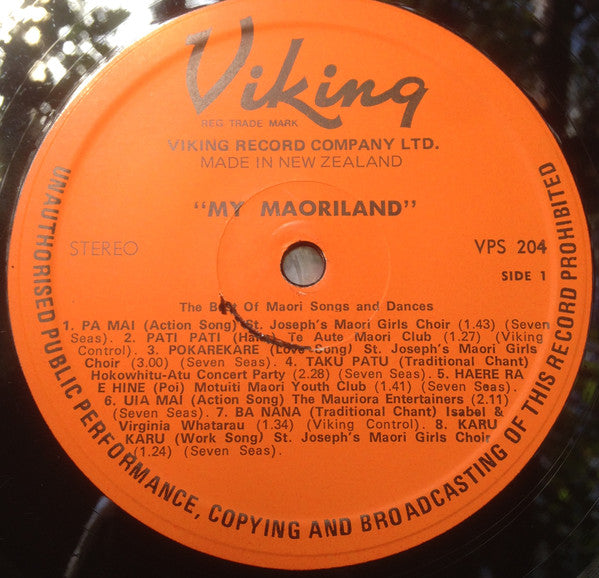 Viking
REG TRADE MARK
VIKING RECORD COMPANY LTD.
MADE IN NEW ZEALAND
"MY MAORILAND"
STEREO
VPS 204
SIDE 1
The Best Of Maori Songs and Dances
1. PA MAI (Action Song) St. Joseph's Maori Girls Choir (1.43) (Seven
Seas). 2. PATI PATI (Haka) Te Aute Maori Club (1.27) (Viking
Control). 3. POKAREKARE (Love Song) St. Joseph's Maori Girls
Choir (3.00) (Seven Seas). 4. TAKU PATU (Traditional Chant)
Hokowhitu-Atu Concert Party (2.28) (Seven Seas). 5. HAERE RA
E HINE (Poi) Motuiti Maori Youth Club (1.41) (Seven Seas).
6. UIA MAI (Action Song) The Mauriora Entertainers (2.11)
(Seven Seas). 7. BA NANA (Traditional Chant) Isabel &
Virginia Whatarau (1.34) (Viking Control). 8. KARU
KARU (Work Song) St. Joseph's Maori Girls Choir
(1.24) (Seven Seas).
UNAUTHORISED PUBLIC PERFORMANCE, COPYING AND BROADCASTING OF THIS RECORD PROHIBITED